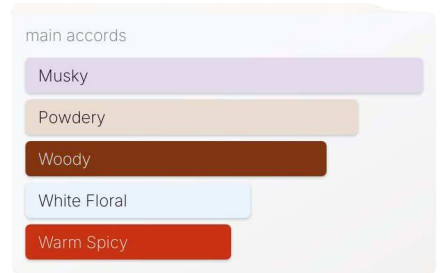 main accords
Musky
Powdery
Woody
White Floral
Warm Spicy